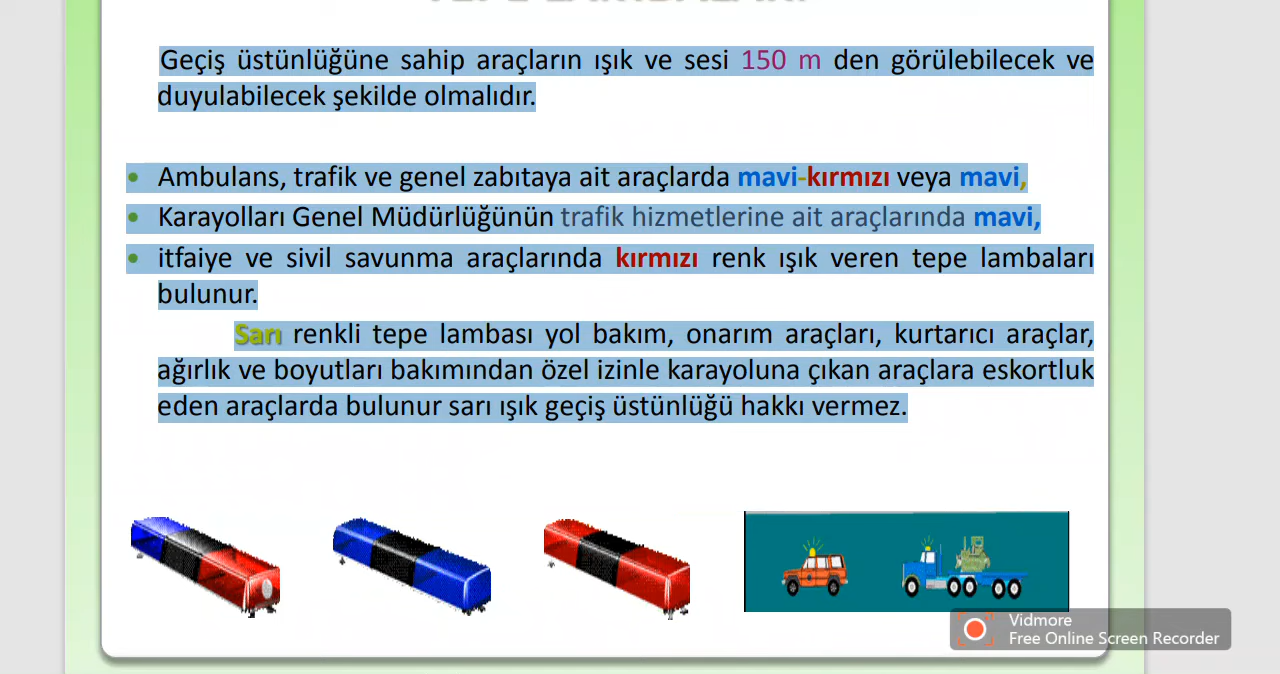 Geçiş üstünlüğüne sahip araçların ışık ve sesi 150 m den görülebilecek ve
duyulabilecek şekilde olmalıdır.
• Ambulans, trafik ve genel zabıtaya ait araçlarda mavi-kırmızı veya mavi,
• Karayolları Genel Müdürlüğünün trafik hizmetlerine ait araçlarında mavi,
• itfaiye ve sivil savunma araçlarında kırmızı renk ışık veren tepe lambaları
bulunur.
Sarı renkli tepe lambası yol bakım, onarım araçları, kurtarıcı araçlar,
ağırlık ve boyutları bakımından özel izinle karayoluna çıkan araçlara eskortluk
eden araçlarda bulunur sarı ışık geçiş üstünlüğü hakkı vermez.
Vidmore
Free Online Screen Recorder